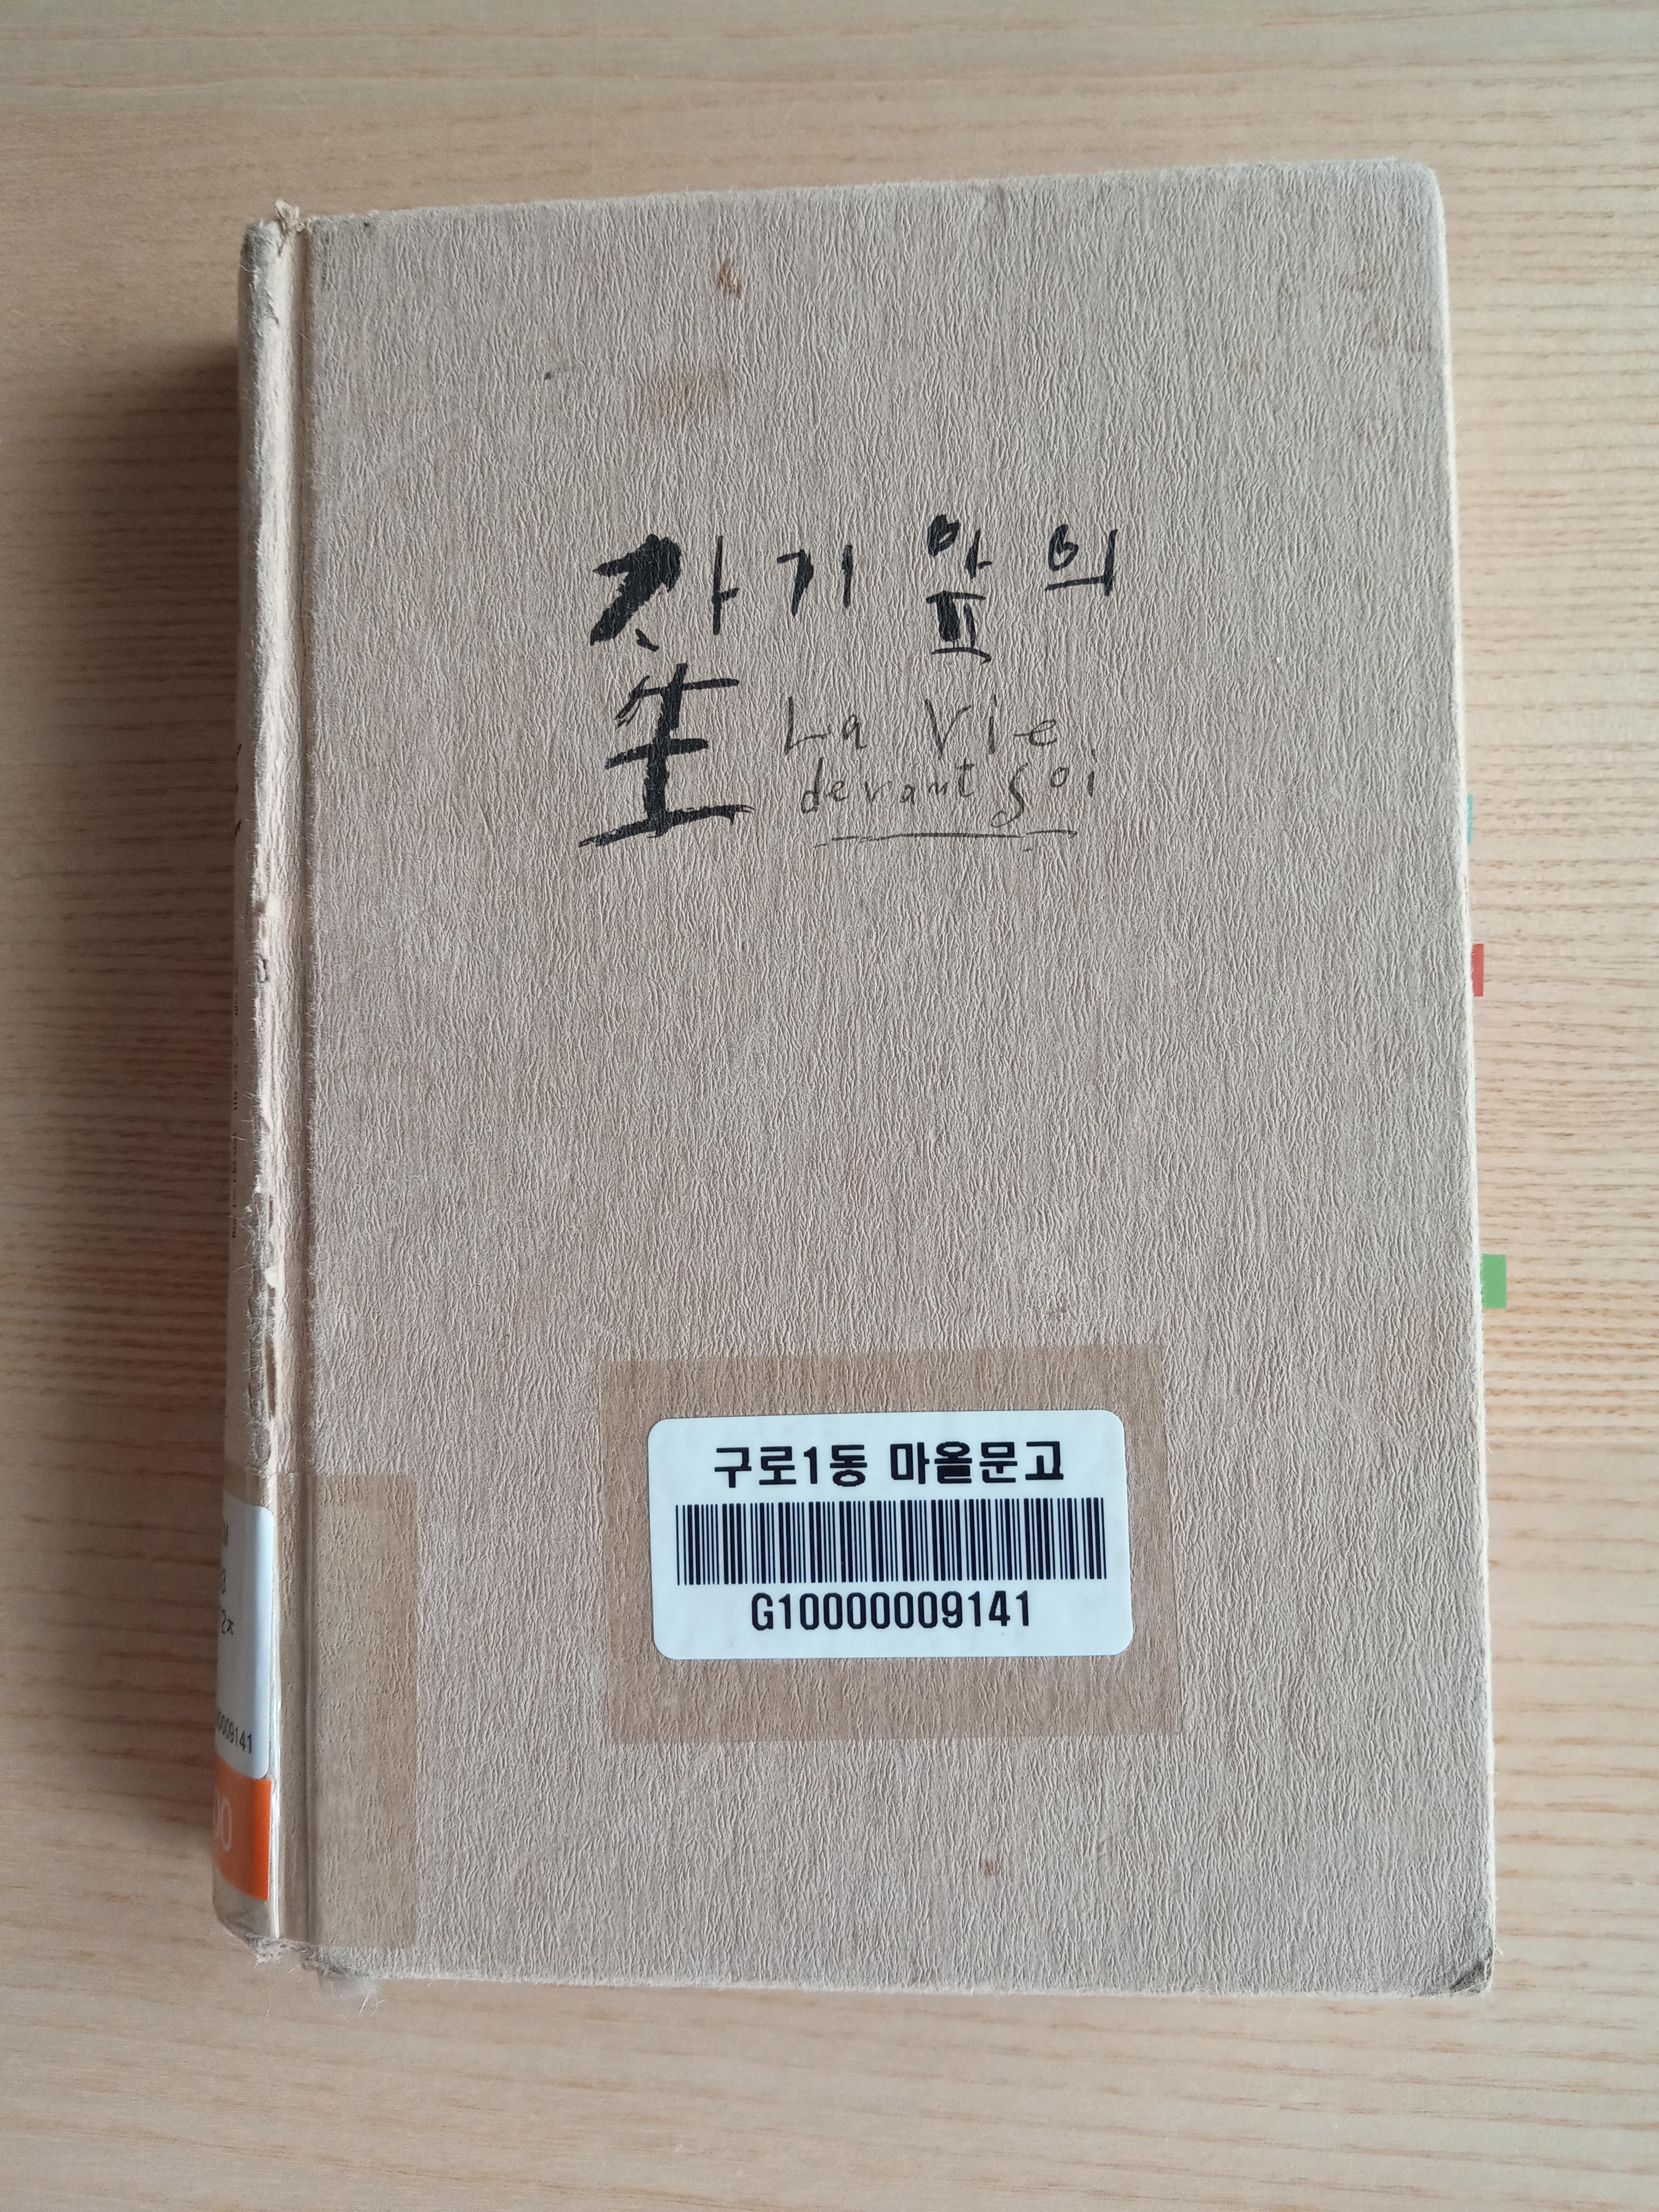 자기 앞의
生 La Vie
devant soi
구로1동 마을문고
G10000009141